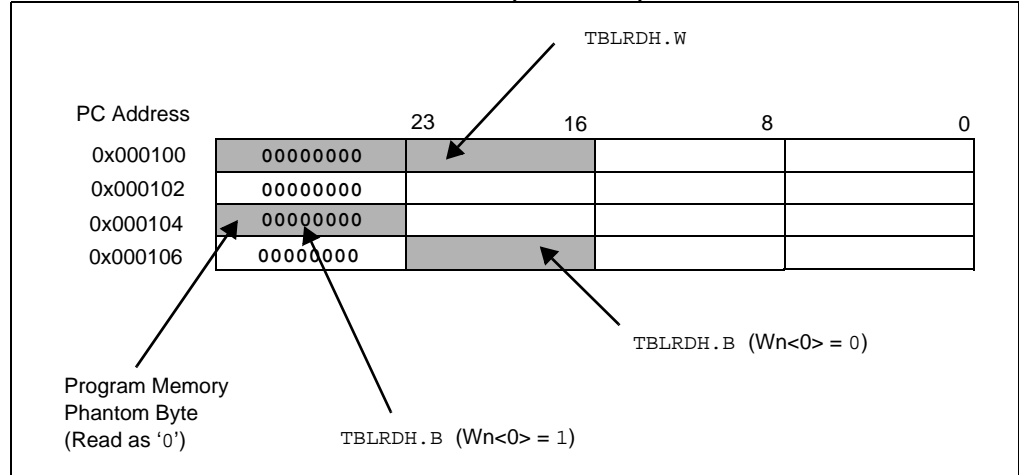 TBLRDH.W
PC Address
23 16 8 0
0x000100 00000000
0x000102 00000000
0x000104 00000000
0x000106 00000000
TBLRDH.B (Wn<0> = 0)
Program Memory
Phantom Byte
(Read as ‘0’)
TBLRDH.B (Wn<0> = 1)